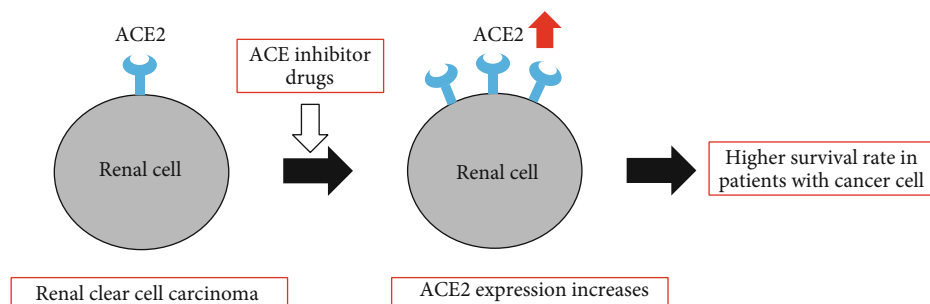 ACE2
ACE inhibitor
drugs
Renal cell
Renal clear cell carcinoma
ACE2
Renal cell
ACE2 expression increases
Higher survival rate in
patients with cancer cell